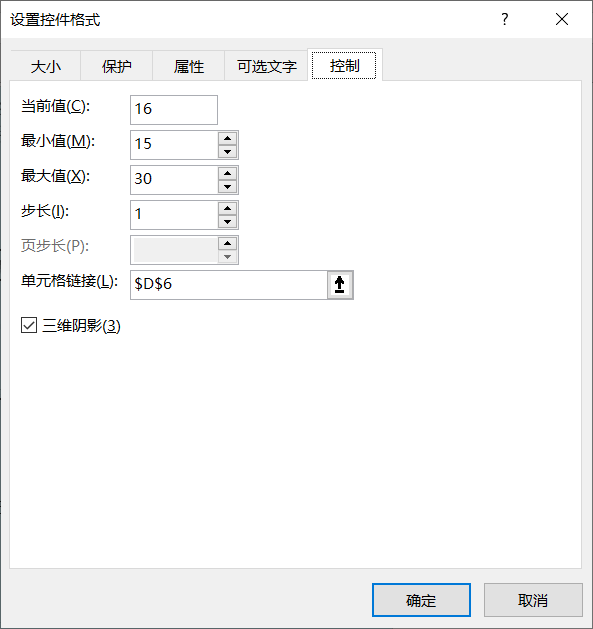 设置控件格式 ?
大小 保护 属性 可选文字 控制
当前值(C): 16
最小值(M): 15
最大值(X): 30
步长(I): 1
页步长(P):
单元格链接(L): $D$6
三维阴影(3)
确定 取消